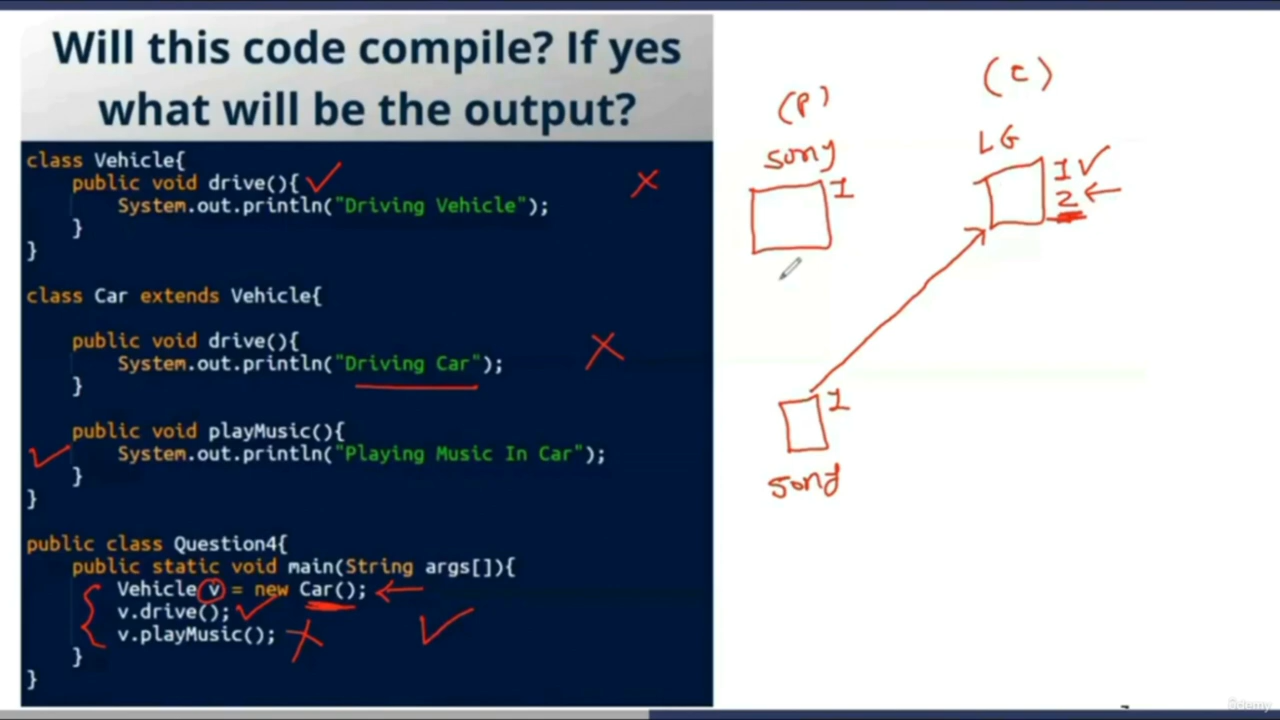 Will this code compile? If yes
what will be the output?
class Vehicle{
    public void drive(){
        System.out.println("Driving Vehicle");
    }
}
class Car extends Vehicle{
    public void drive(){
        System.out.println("Driving Car");
    }
    public void playMusic(){
        System.out.println("Playing Music In Car");
    }
}
public class Question4{
    public static void main(String args[]){
        Vehicle v = new Car();
        v.drive();
        v.playMusic();
    }
}
(P)
sony
1
(C)
LG
1
2
1
sony
ûdemy